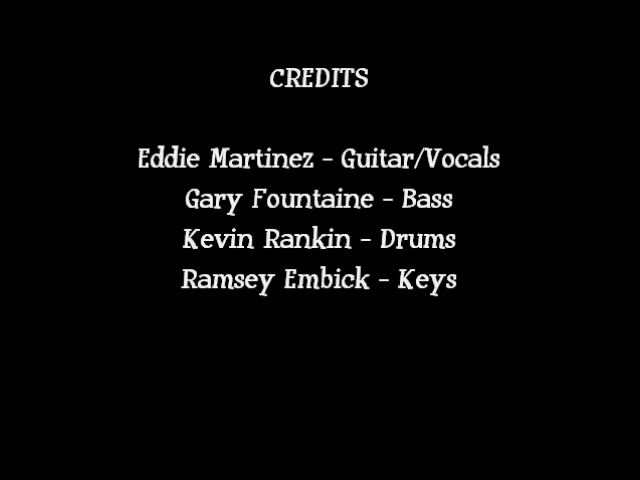 CREDITS
Eddie Martinez - Guitar/Vocals
Gary Fountaine - Bass
Kevin Rankin - Drums
Ramsey Embick - Keys